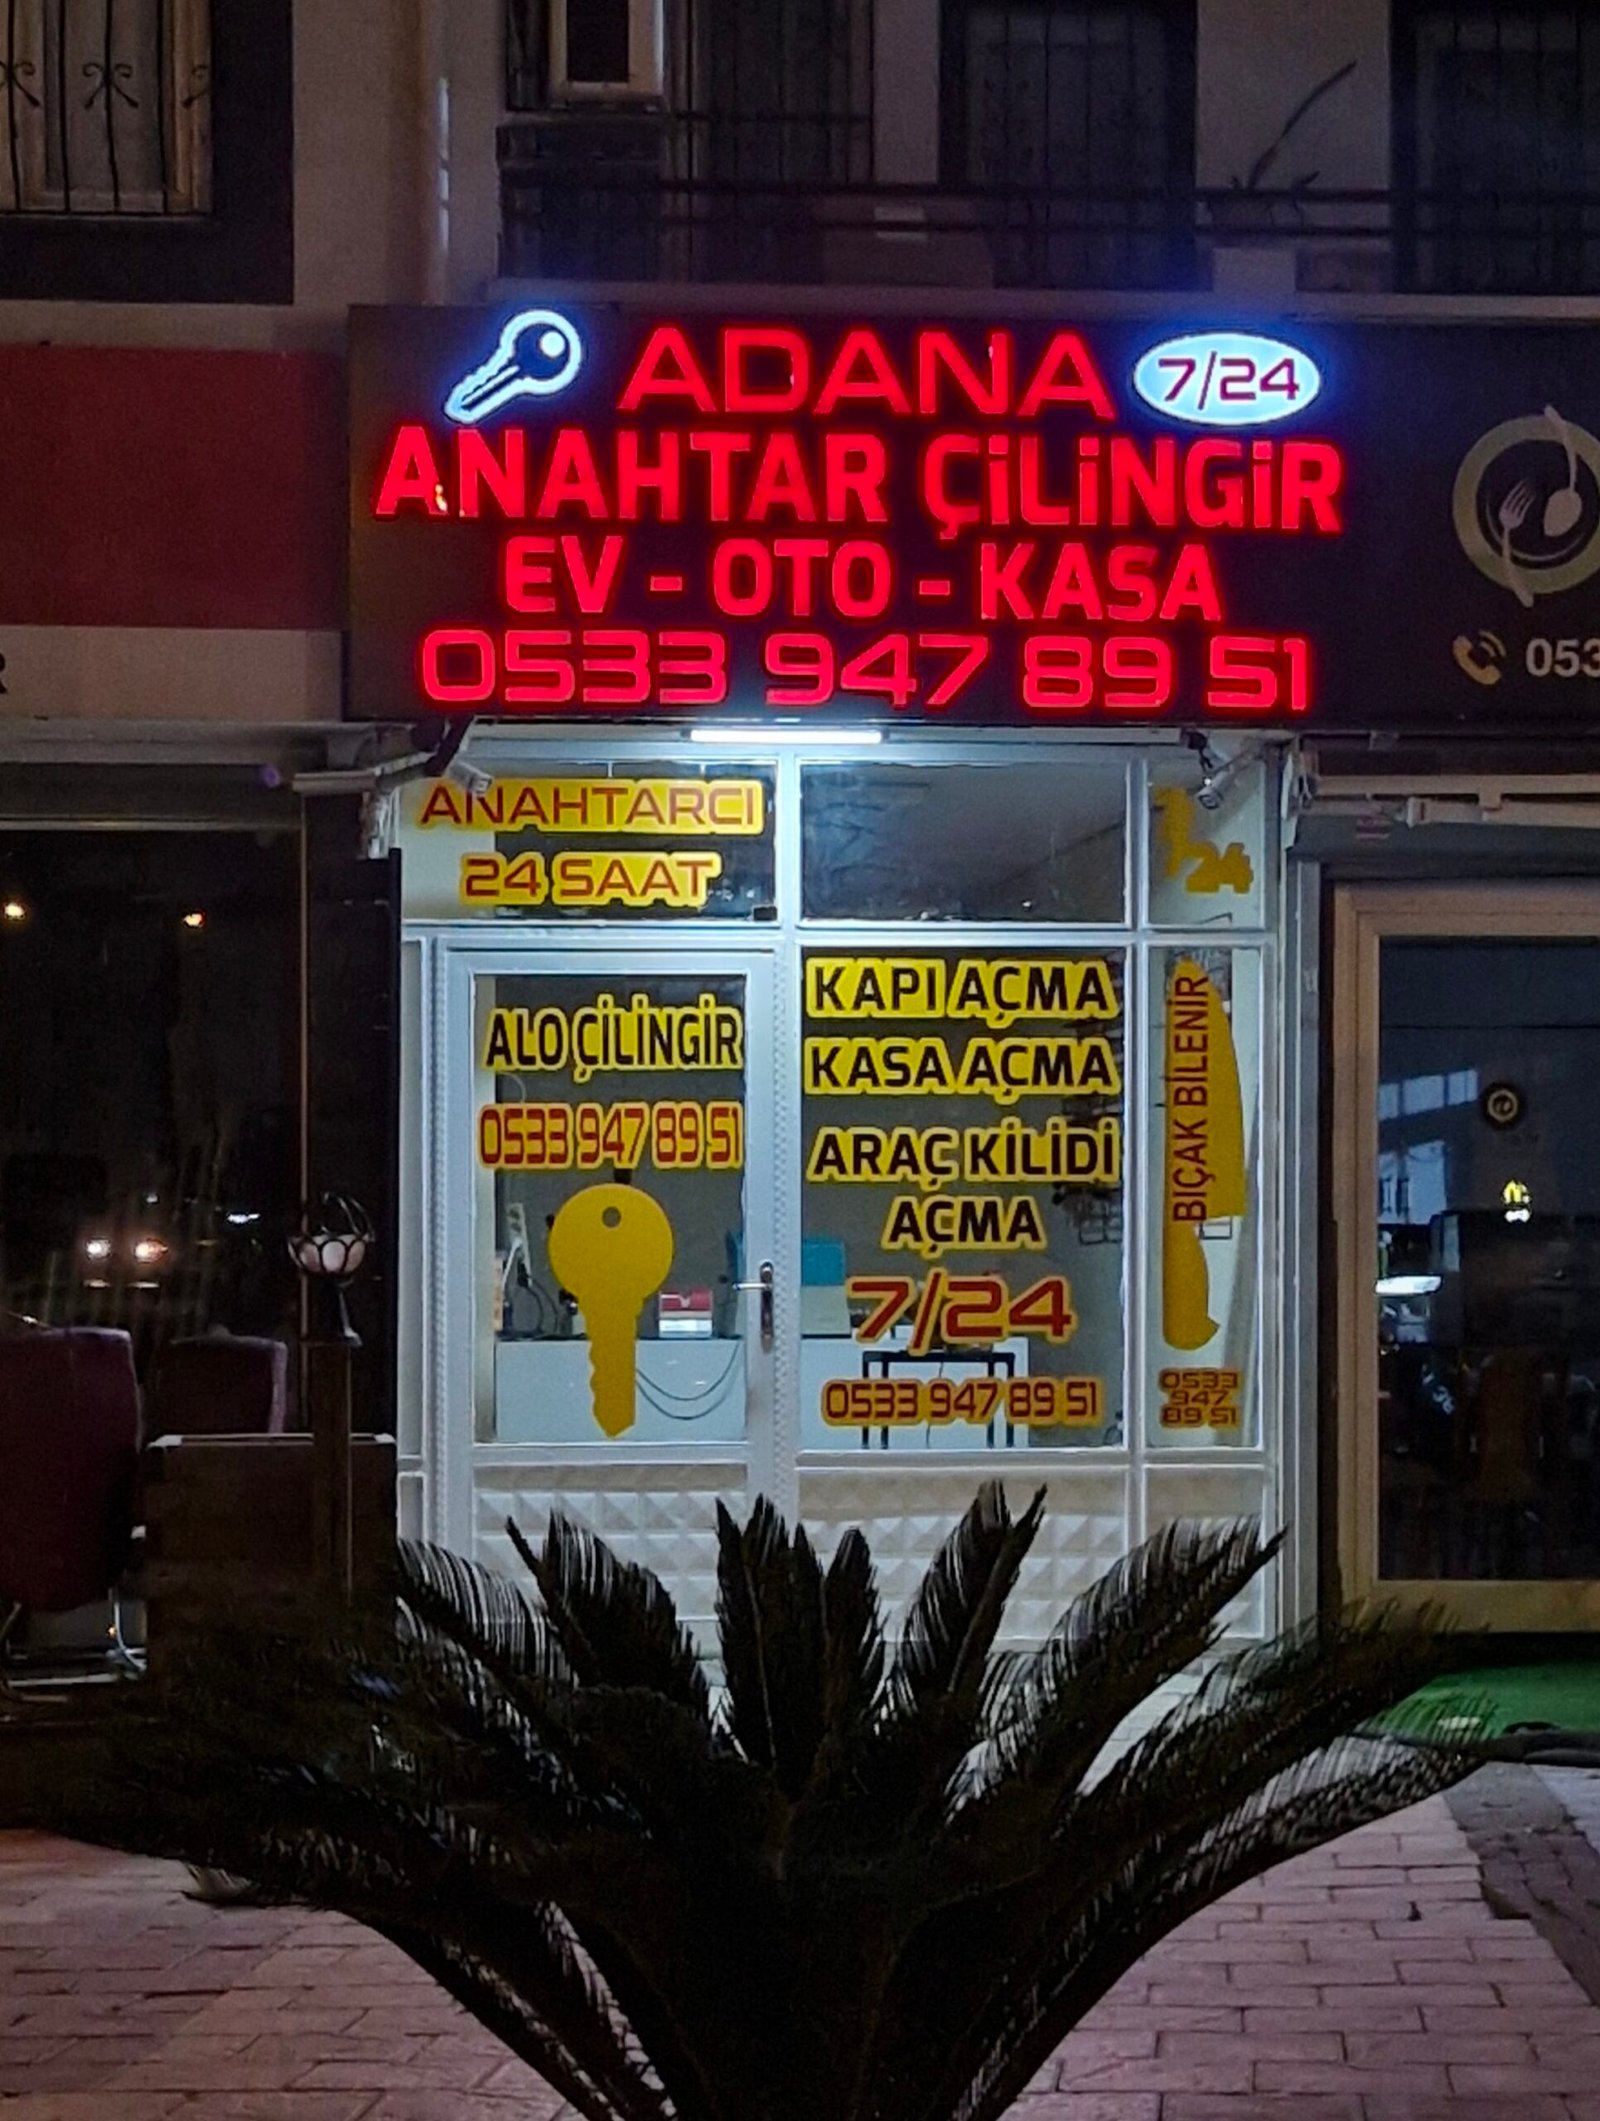 ADANA 7/24
ANAHTAR ÇİLİNGİR
EV - OTO - KASA
0533 947 89 51
053
R
ANAHTARCI
24 SAAT
7/24
ALO ÇİLİNGİR
0533 947 89 51
KAPI AÇMA
KASA AÇMA
ARAÇ KİLİDİ
AÇMA
7/24
0533 947 89 51
BIÇAK BİLENİR
0533
947
89 51